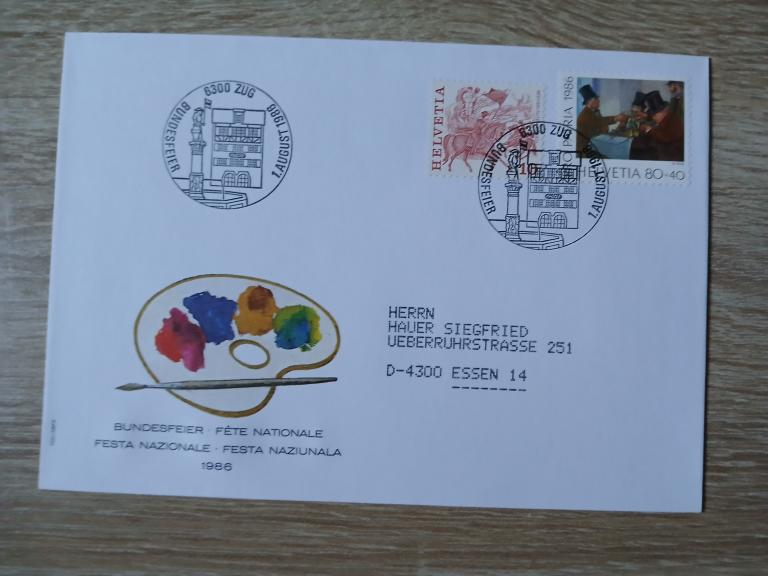 6300 ZUG
BUNDESFEIER
1.AUGUST 1986
HELVETIA
10
PRO PATRIA 1986
HELVETIA 80+40
6300 ZUG
BUNDESFEIER
1.AUGUST 1986
HERRN
HAUER SIEGFRIED
UEBERRUHRSTRASSE 251
D-4300 ESSEN 14
BUNDESFEIER · FÊTE NATIONALE
FESTA NAZIONALE · FESTA NAZIUNALA
1986